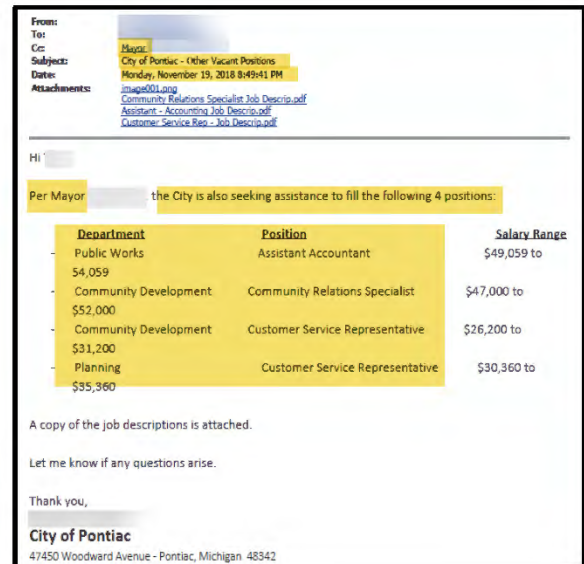 From:
To:
Cc: Mayor
Subject: City of Pontiac - Other Vacant Positions
Date: Monday, November 19, 2018 8:49:41 PM
Attachments: image001.png
Community Relations Specialist Job Descrip.pdf
Assistant - Accounting Job Descrip.pdf
Customer Service Rep - Job Descrip.pdf
Hi
Per Mayor the City is also seeking assistance to fill the following 4 positions:
Department Position Salary Range
- Public Works Assistant Accountant $49,059 to
54,059
- Community Development Community Relations Specialist $47,000 to
$52,000
- Community Development Customer Service Representative $26,200 to
$31,200
- Planning Customer Service Representative $30,360 to
$35,360
A copy of the job descriptions is attached.
Let me know if any questions arise.
Thank you,
City of Pontiac
47450 Woodward Avenue - Pontiac, Michigan 48342